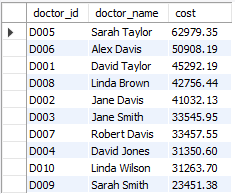 doctor_id doctor_name cost
D005 Sarah Taylor 62979.35
D006 Alex Davis 50908.19
D001 David Taylor 45292.19
D008 Linda Brown 42756.44
D002 Jane Davis 41032.13
D003 Jane Smith 33545.95
D007 Robert Davis 33457.55
D004 David Jones 31350.60
D010 Linda Wilson 31263.70
D009 Sarah Smith 23451.38